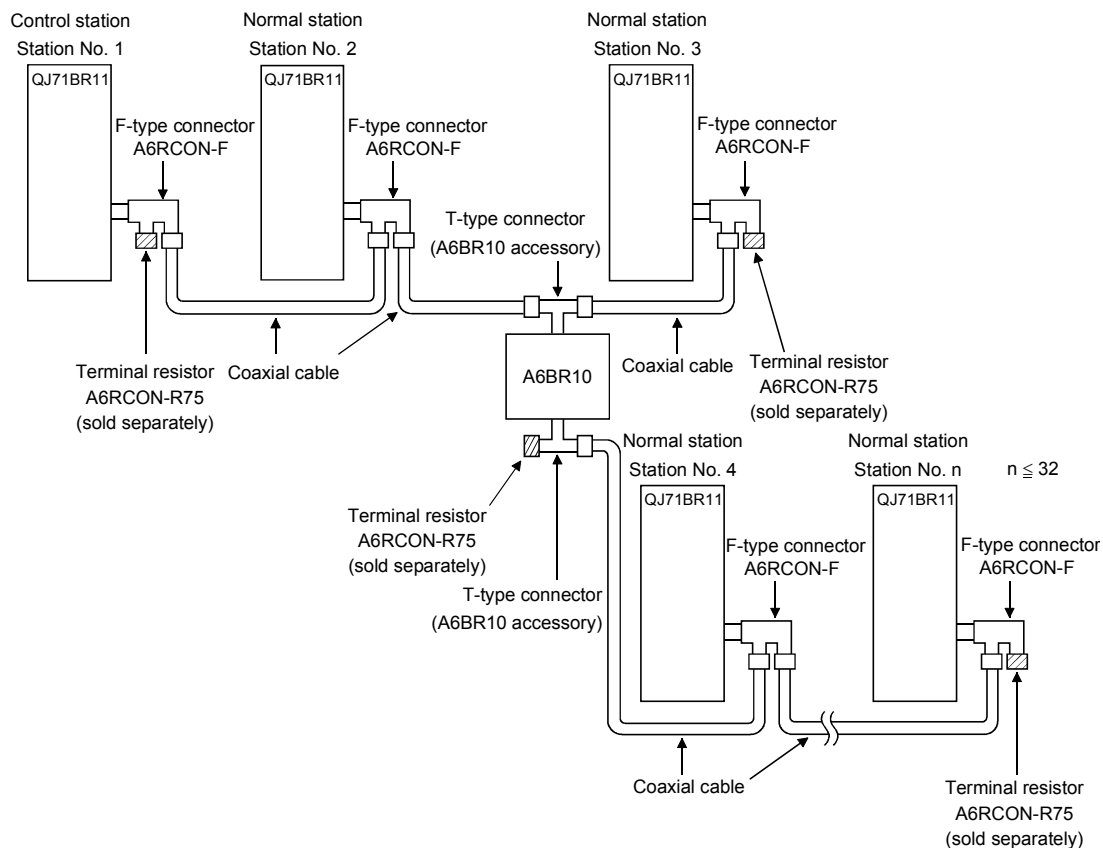 Control station
Station No. 1
Normal station
Station No. 2
Normal station
Station No. 3
QJ71BR11
QJ71BR11
QJ71BR11
F-type connector
A6RCON-F
F-type connector
A6RCON-F
F-type connector
A6RCON-F
T-type connector
(A6BR10 accessory)
Terminal resistor
A6RCON-R75
(sold separately)
Coaxial cable
A6BR10
Coaxial cable
Terminal resistor
A6RCON-R75
(sold separately)
Normal station
Station No. 4
Normal station
Station No. n
n ≦ 32
QJ71BR11
QJ71BR11
Terminal resistor
A6RCON-R75
(sold separately)
T-type connector
(A6BR10 accessory)
F-type connector
A6RCON-F
F-type connector
A6RCON-F
Coaxial cable
Terminal resistor
A6RCON-R75
(sold separately)